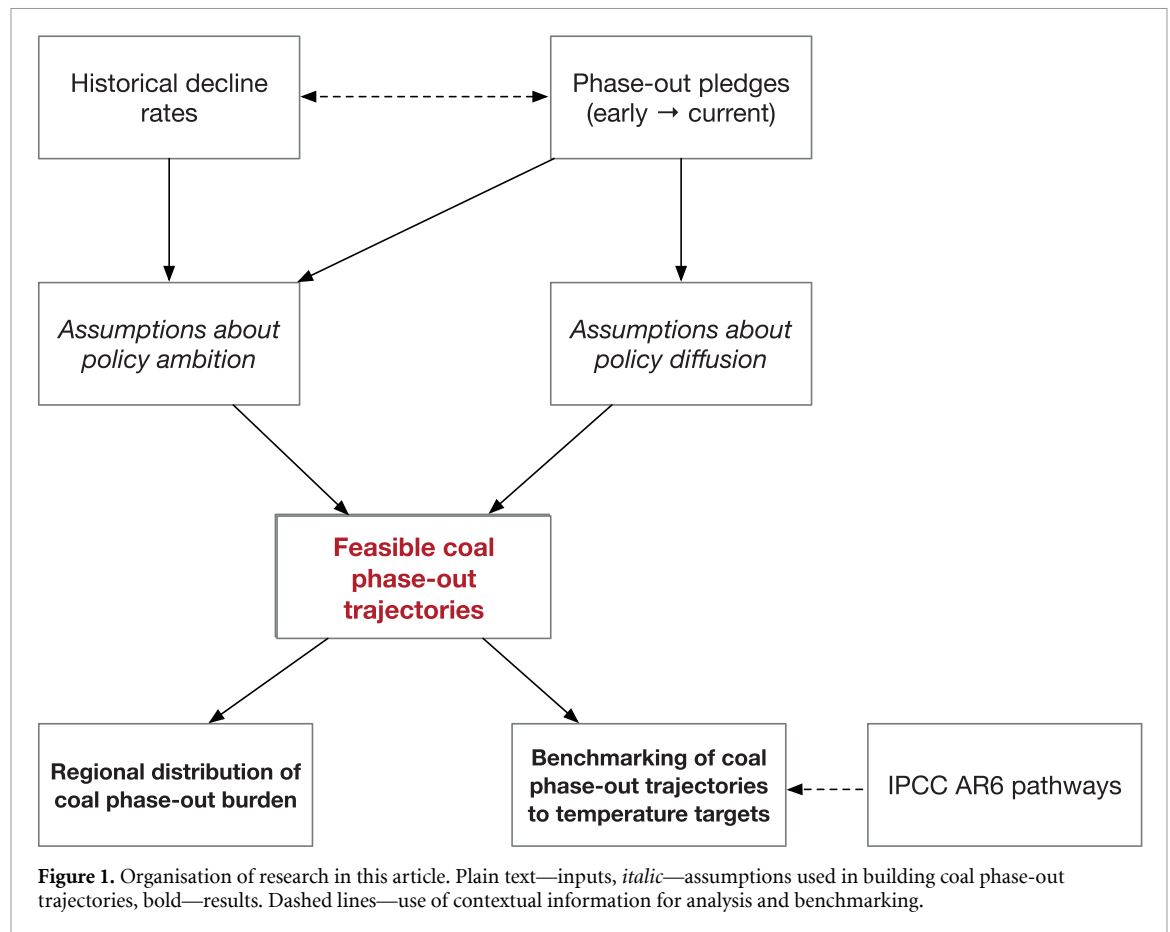 Historical decline
rates
Phase-out pledges
(early → current)
Assumptions about
policy ambition
Assumptions about
policy diffusion
Feasible coal
phase-out
trajectories
Regional distribution of
coal phase-out burden
Benchmarking of coal
phase-out trajectories
to temperature targets
IPCC AR6 pathways
Figure 1. Organisation of research in this article. Plain text—inputs, italic—assumptions used in building coal phase-out
trajectories, bold—results. Dashed lines—use of contextual information for analysis and benchmarking.